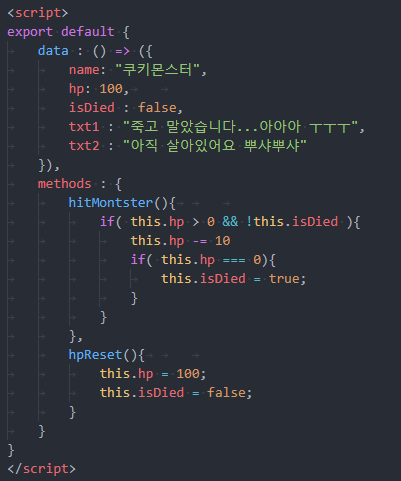 <script>
export default {
    data : () => ({
        name: "쿠키몬스터",
        hp: 100,
        isDied : false,
        txt1 : "죽고 말았습니다...아아아 ㅜㅜㅜ",
        txt2 : "아직 살아있어요 뿌샤뿌샤"
    }),
    methods : {
        hitMontster(){
            if( this.hp > 0 && !this.isDied ){
                this.hp -= 10
                if( this.hp === 0){
                    this.isDied = true;
                }
            }
        },
        hpReset(){
            this.hp = 100;
            this.isDied = false;
        }
    }
}
</script>